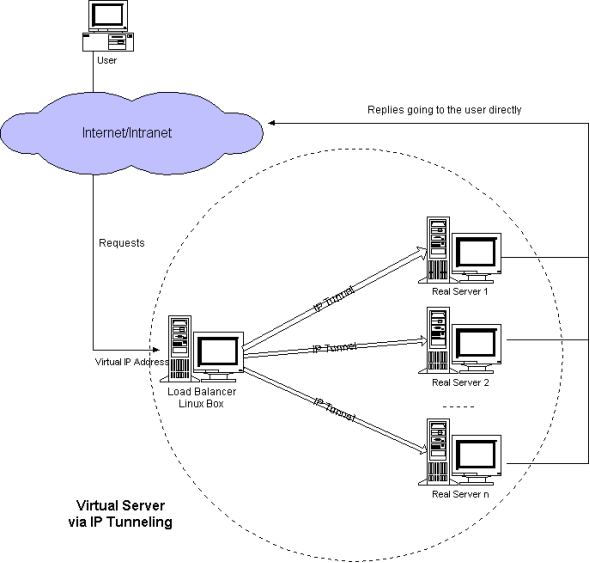 User
Replies going to the user directly
Internet/Intranet
Requests
IP Tunnel
Real Server 1
IP Tunnel
Virtual IP Address
Real Server 2
Load Balancer
Linux Box
IP Tunnel
Real Server n
Virtual Server
via IP Tunneling